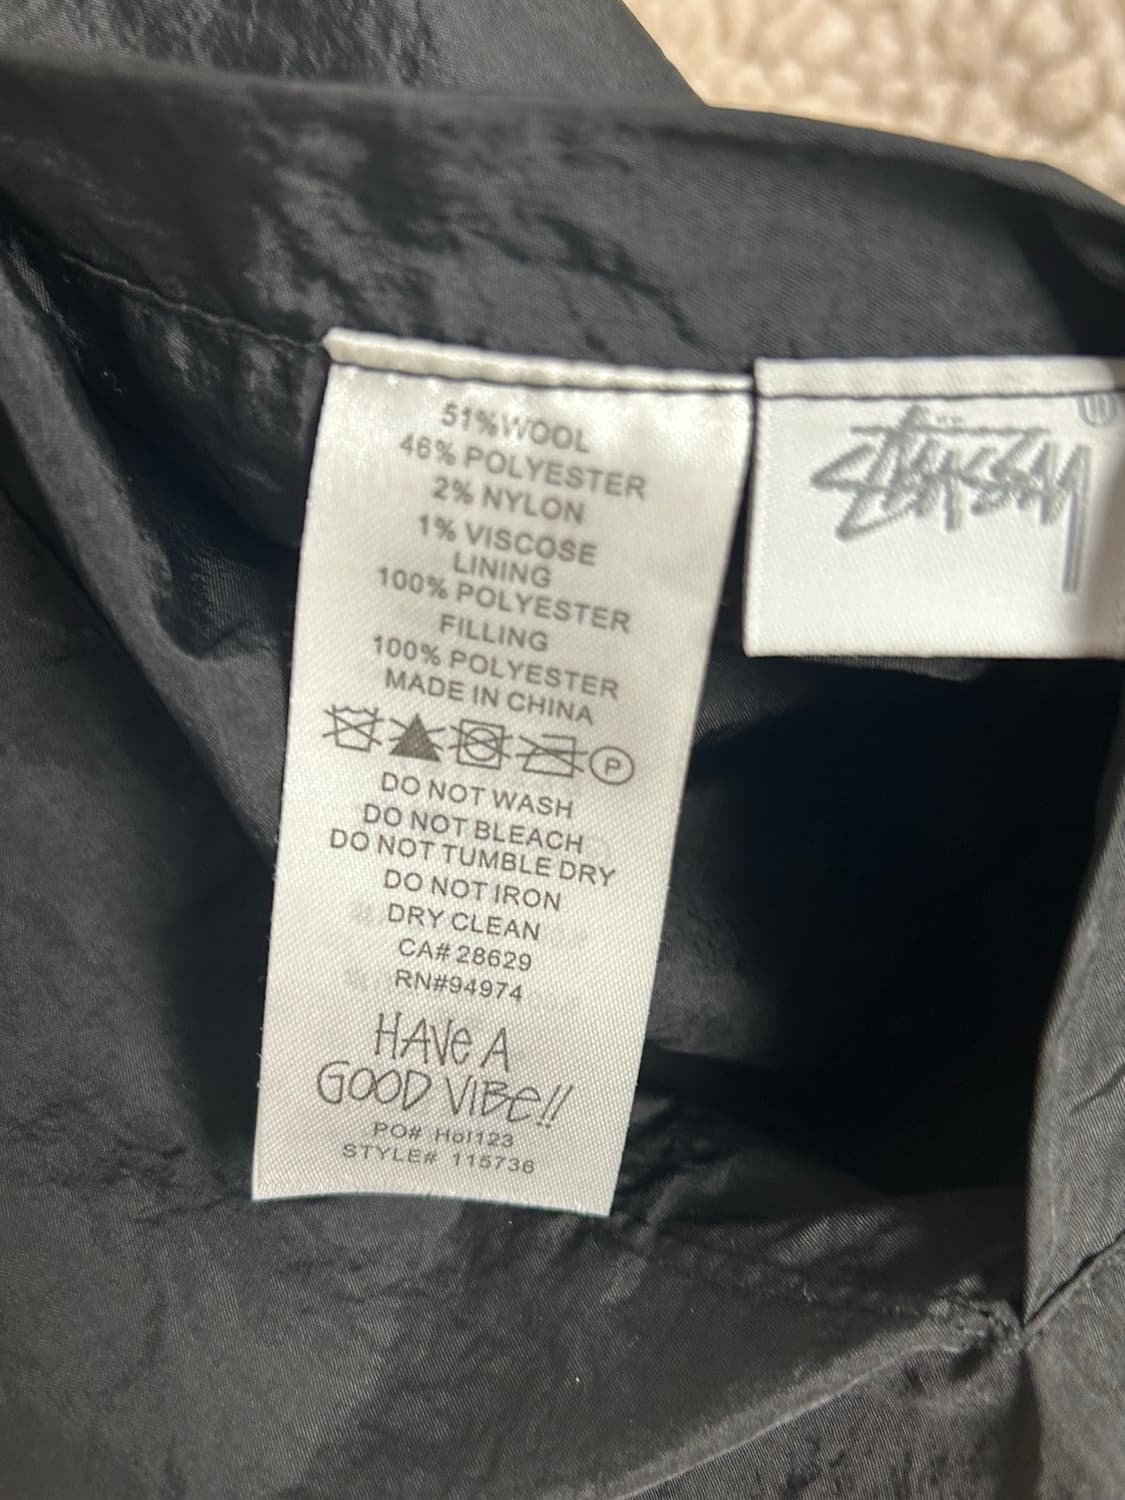 51%WOOL
46% POLYESTER
2% NYLON
1% VISCOSE
LINING
100% POLYESTER
FILLING
100% POLYESTER
MADE IN CHINA
P
DO NOT WASH
DO NOT BLEACH
DO NOT TUMBLE DRY
DO NOT IRON
DRY CLEAN
CA# 28629
RN#94974
HAVE A
GOOD VIBE!!
PO# Hol123
STYLE# 115736
STÜSSY